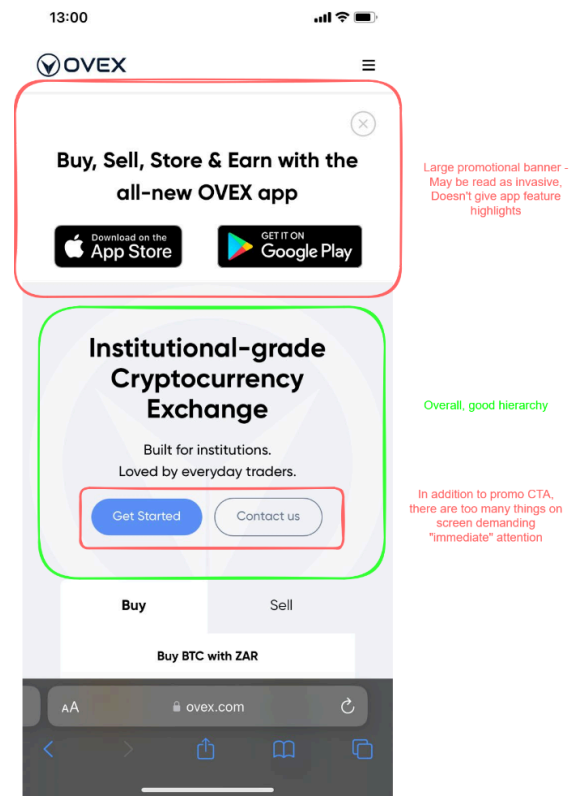 13:00
OVEX
Buy, Sell, Store & Earn with the
all-new OVEX app
Download on the
App Store
GET IT ON
Google Play
Large promotional banner -
May be read as invasive,
Doesn't give app feature
highlights
Institutional-grade
Cryptocurrency
Exchange
Built for institutions.
Loved by everyday traders.
Overall, good hierarchy
Get Started
Contact us
In addition to promo CTA,
there are too many things on
screen demanding
"immediate" attention
Buy
Sell
Buy BTC with ZAR
AA
ovex.com